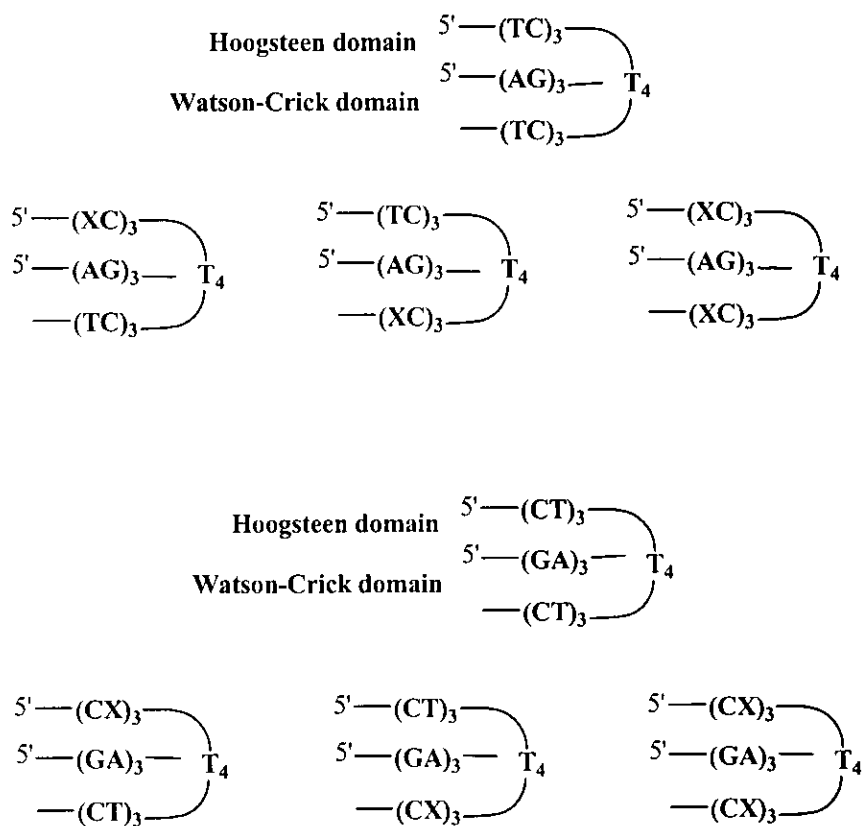 5' (TC)₃
Hoogsteen domain
5' (AG)₃ T₄
Watson-Crick domain
(TC)₃
5' (XC)₃ 5' (TC)₃ 5' (XC)₃
5' (AG)₃ T₄ 5' (AG)₃ T₄ 5' (AG)₃ T₄
(TC)₃ (XC)₃ (XC)₃
5' (CT)₃
Hoogsteen domain
5' (GA)₃ T₄
Watson-Crick domain
(CT)₃
5' (CX)₃ 5' (CT)₃ 5' (CX)₃
5' (GA)₃ T₄ 5' (GA)₃ T₄ 5' (GA)₃ T₄
(CT)₃ (CX)₃ (CX)₃